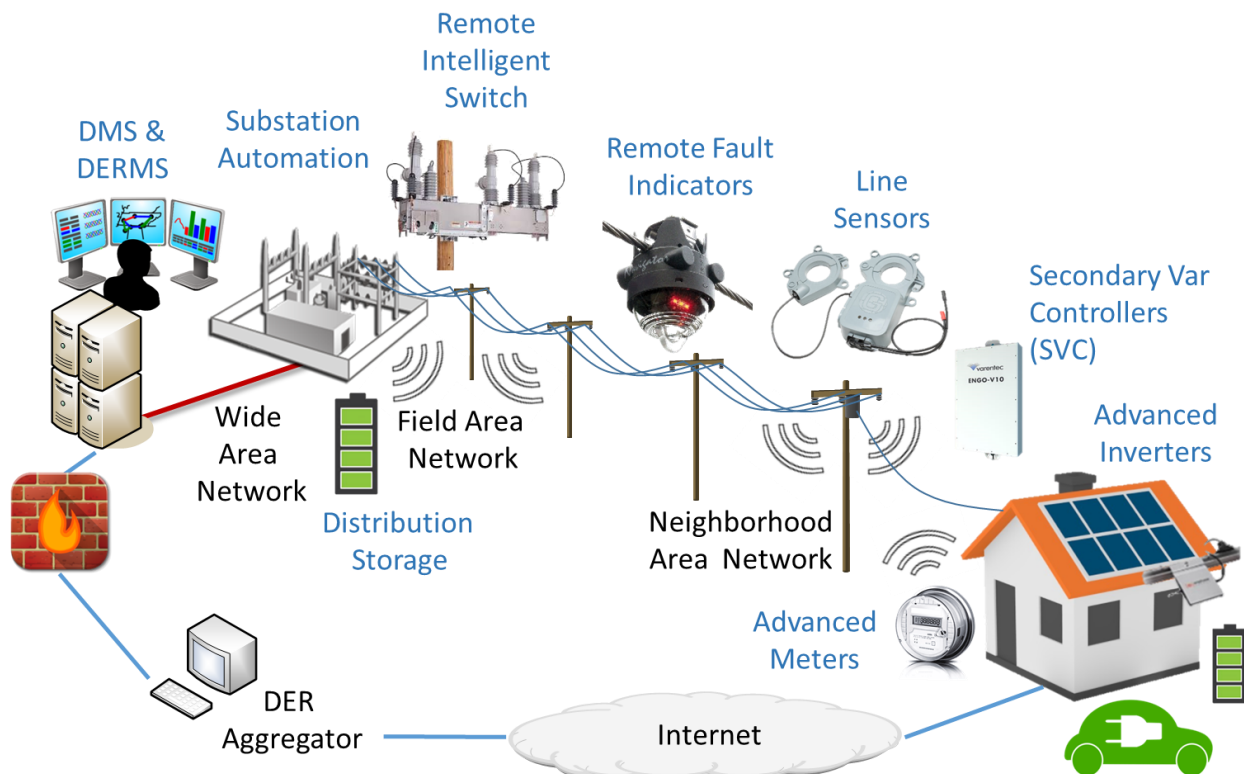 Remote
Intelligent
Switch
DMS &
DERMS
Substation
Automation
Remote Fault
Indicators
Line
Sensors
Secondary Var
Controllers
(SVC)
varentec
ENGO-V10
Advanced
Inverters
Wide
Area
Network
Field Area
Network
Distribution
Storage
Neighborhood
Area Network
Advanced
Meters
DER
Aggregator
Internet